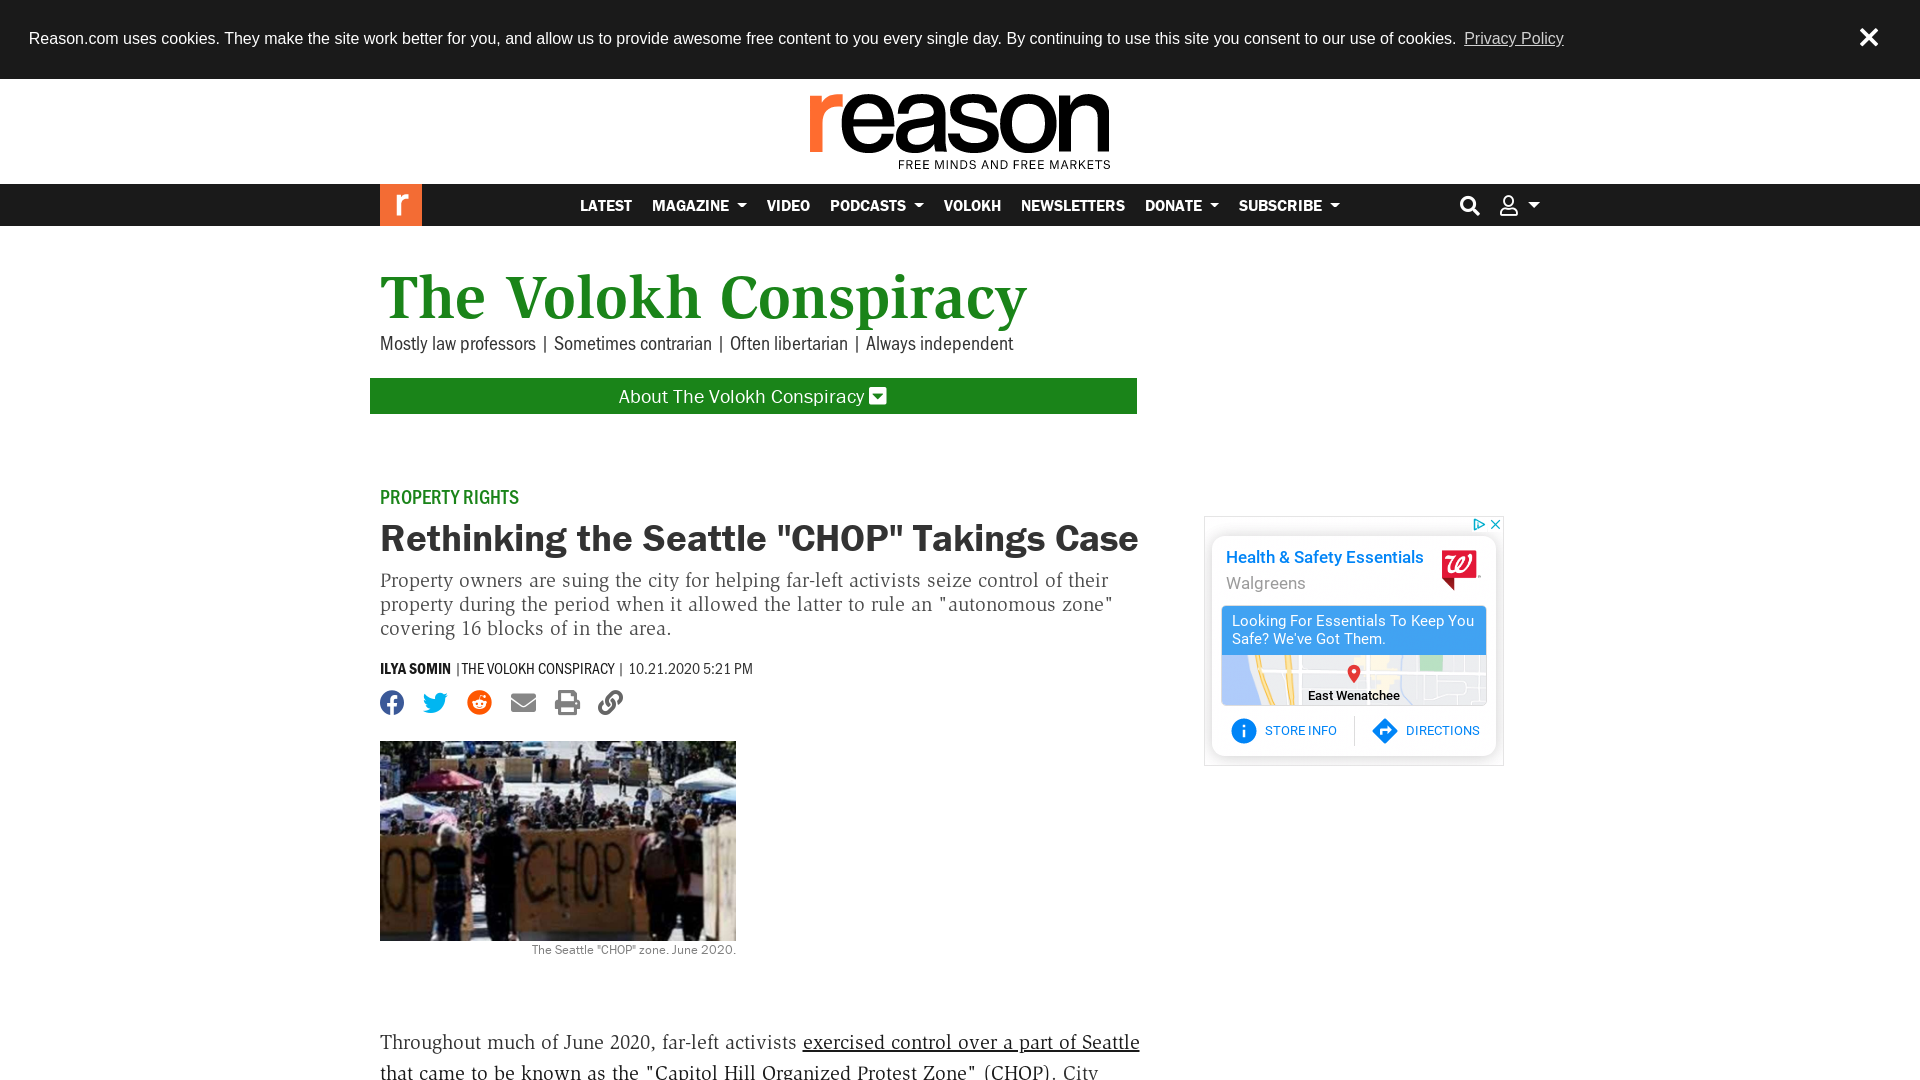 Reason.com uses cookies. They make the site work better for you, and allow us to provide awesome free content to you every single day. By continuing to use this site you consent to our use of cookies. Privacy Policy
reason
FREE MINDS AND FREE MARKETS
r LATEST MAGAZINE VIDEO PODCASTS VOLOKH NEWSLETTERS DONATE SUBSCRIBE
The Volokh Conspiracy
Mostly law professors | Sometimes contrarian | Often libertarian | Always independent
About The Volokh Conspiracy
PROPERTY RIGHTS
Rethinking the Seattle "CHOP" Takings Case
Property owners are suing the city for helping far-left activists seize control of their
property during the period when it allowed the latter to rule an "autonomous zone"
covering 16 blocks of in the area.
ILYA SOMIN |THE VOLOKH CONSPIRACY | 10.21.2020 5:21 PM
HOP CHOP
The Seattle "CHOP" zone. June 2020.
Throughout much of June 2020, far-left activists exercised control over a part of Seattle
that came to be known as the "Capitol Hill Organized Protest Zone" (CHOP). City
Health & Safety Essentials
Walgreens
W
Looking For Essentials To Keep You
Safe? We've Got Them.
East Wenatchee
STORE INFO DIRECTIONS